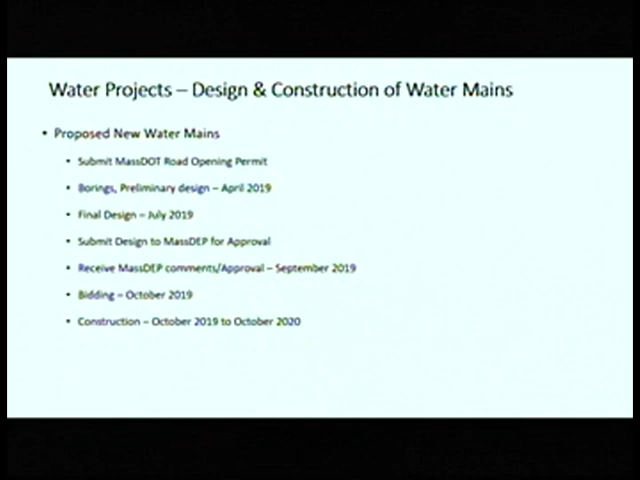 Water Projects – Design & Construction of Water Mains
• Proposed New Water Mains
• Submit MassDOT Road Opening Permit
• Borings, Preliminary design – April 2019
• Final Design – July 2019
• Submit Design to MassDEP for Approval
• Receive MassDEP comments/Approval – September 2019
• Bidding – October 2019
• Construction – October 2019 to October 2020